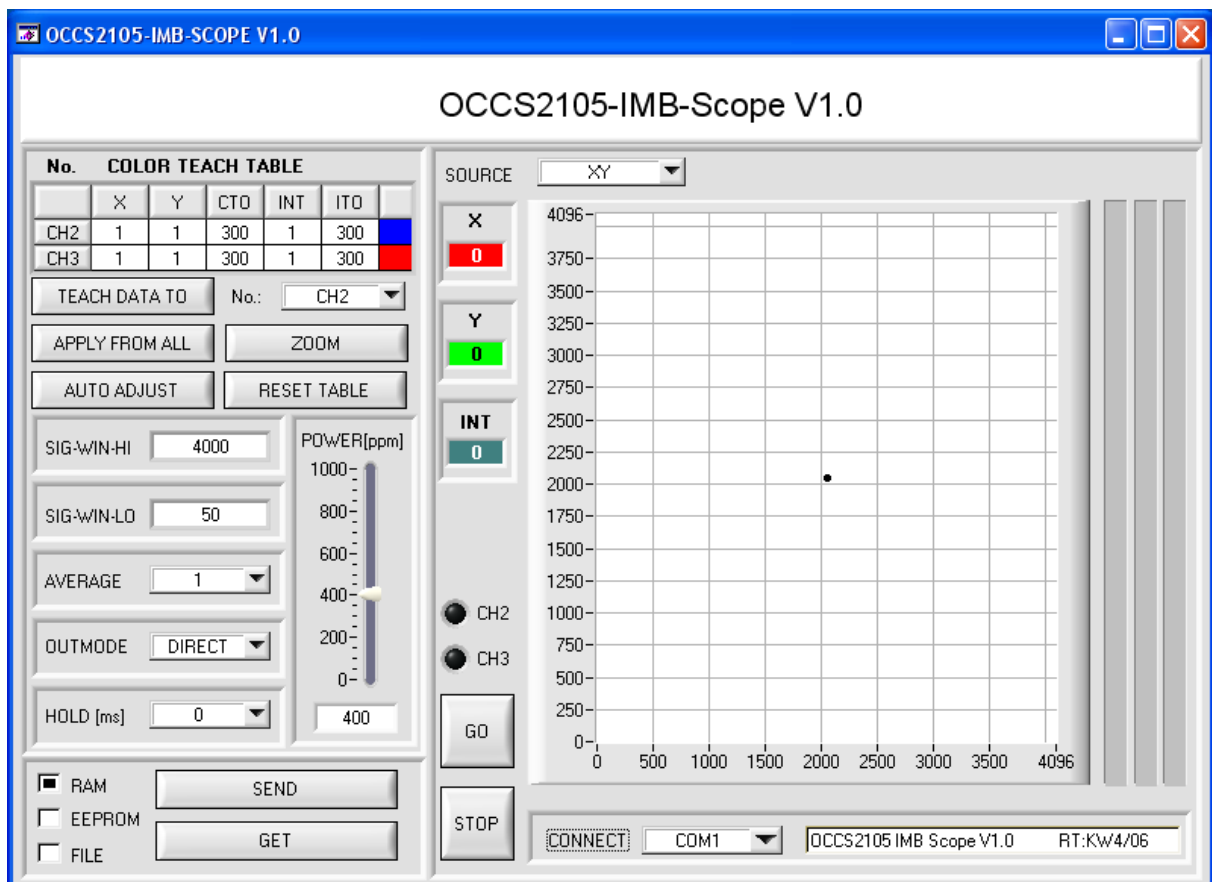 OCCS2105-IMB-SCOPE V1.0
OCCS2105-IMB-Scope V1.0
No. COLOR TEACH TABLE
X Y CTO INT ITO
CH2 1 1 300 1 300
CH3 1 1 300 1 300
TEACH DATA TO No.: CH2
APPLY FROM ALL ZOOM
AUTO ADJUST RESET TABLE
SIG-WIN-HI 4000
SIG-WIN-LO 50
AVERAGE 1
OUTMODE DIRECT
HOLD [ms] 0
POWER[ppm]
1000
800
600
400
200
0
400
RAM
EEPROM
FILE
SEND
GET
SOURCE XY
X
0
Y
0
INT
0
CH2
CH3
GO
STOP
4096
3750
3500
3250
3000
2750
2500
2250
2000
1750
1500
1250
1000
750
500
250
0
0 500 1000 1500 2000 2500 3000 3500 4096
CONNECT COM1 OCCS2105 IMB Scope V1.0 RT:KW4/06